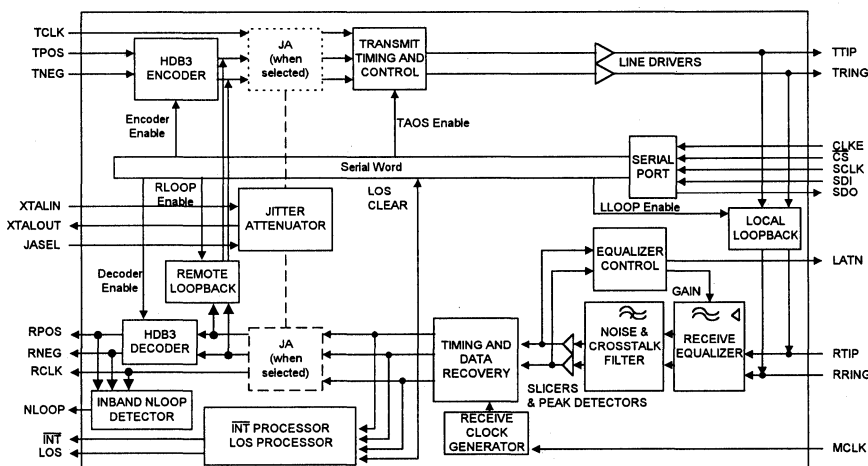 TCLK
TPOS
TNEG
HDB3
ENCODER
JA
(when
selected)
TRANSMIT
TIMING AND
CONTROL
LINE DRIVERS
TTIP
TRING
Encoder
Enable
TAOS Enable
Serial Word
SERIAL
PORT
CLKE
CS
SCLK
SDI
SDO
RLOOP
Enable
LOS
CLEAR
LLOOP Enable
XTALIN
XTALOUT
JASEL
JITTER
ATTENUATOR
LOCAL
LOOPBACK
Decoder
Enable
REMOTE
LOOPBACK
EQUALIZER
CONTROL
LATN
GAIN
RPOS
RNEG
RCLK
HDB3
DECODER
JA
(when
selected)
TIMING AND
DATA
RECOVERY
NOISE &
CROSSTALK
FILTER
RECEIVE
EQUALIZER
RTIP
RRING
SLICERS
& PEAK DETECTORS
NLOOP
INBAND NLOOP
DETECTOR
INT
LOS
INT PROCESSOR
LOS PROCESSOR
RECEIVE
CLOCK
GENERATOR
MCLK